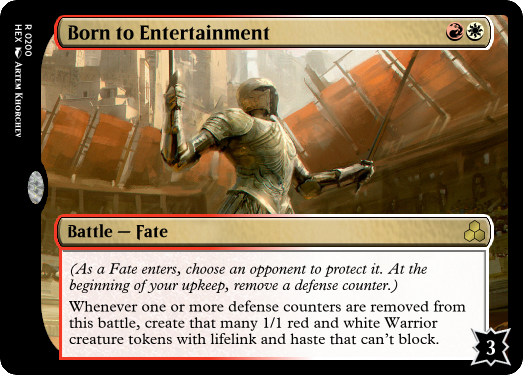 Born to Entertainment
Battle — Fate
(As a Fate enters, choose an opponent to protect it. At the
beginning of your upkeep, remove a defense counter.)
Whenever one or more defense counters are removed from
this battle, create that many 1/1 red and white Warrior
creature tokens with lifelink and haste that can't block.
3
R 0200
HEX ARTEM KHORCHEV